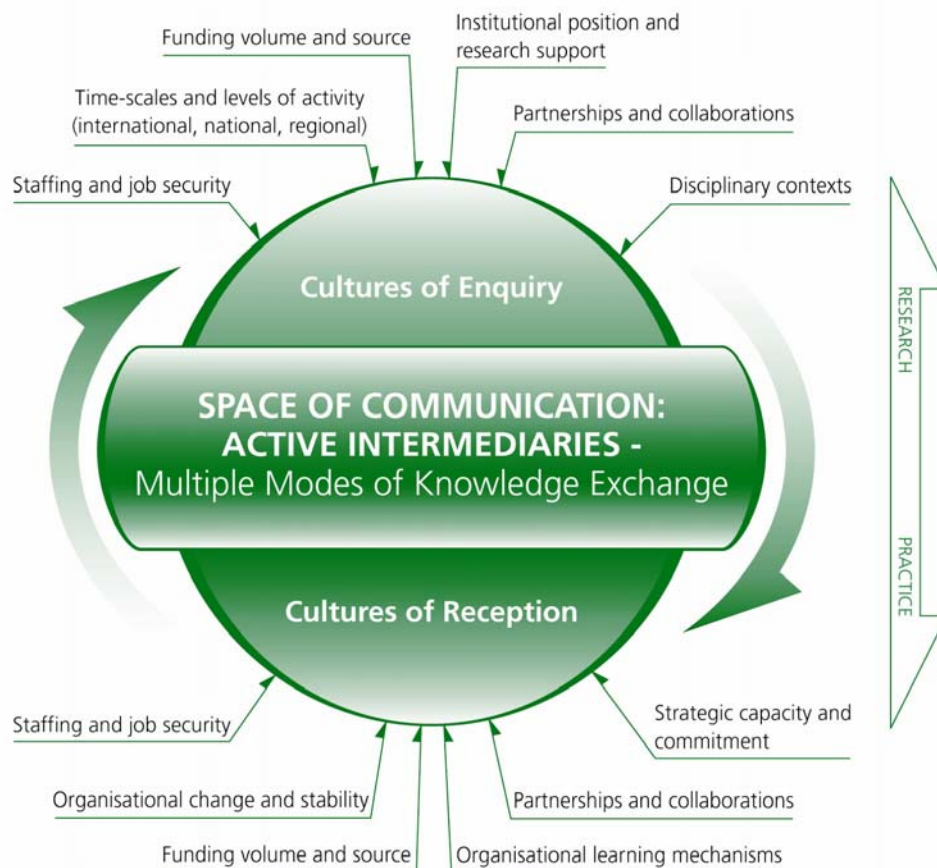 Funding volume and source
Institutional position and
research support
Time-scales and levels of activity
(international, national, regional)
Partnerships and collaborations
Staffing and job security
Disciplinary contexts
Cultures of Enquiry
RESEARCH
SPACE OF COMMUNICATION:
ACTIVE INTERMEDIARIES -
Multiple Modes of Knowledge Exchange
PRACTICE
Cultures of Reception
Staffing and job security
Strategic capacity and
commitment
Organisational change and stability
Partnerships and collaborations
Funding volume and source
Organisational learning mechanisms